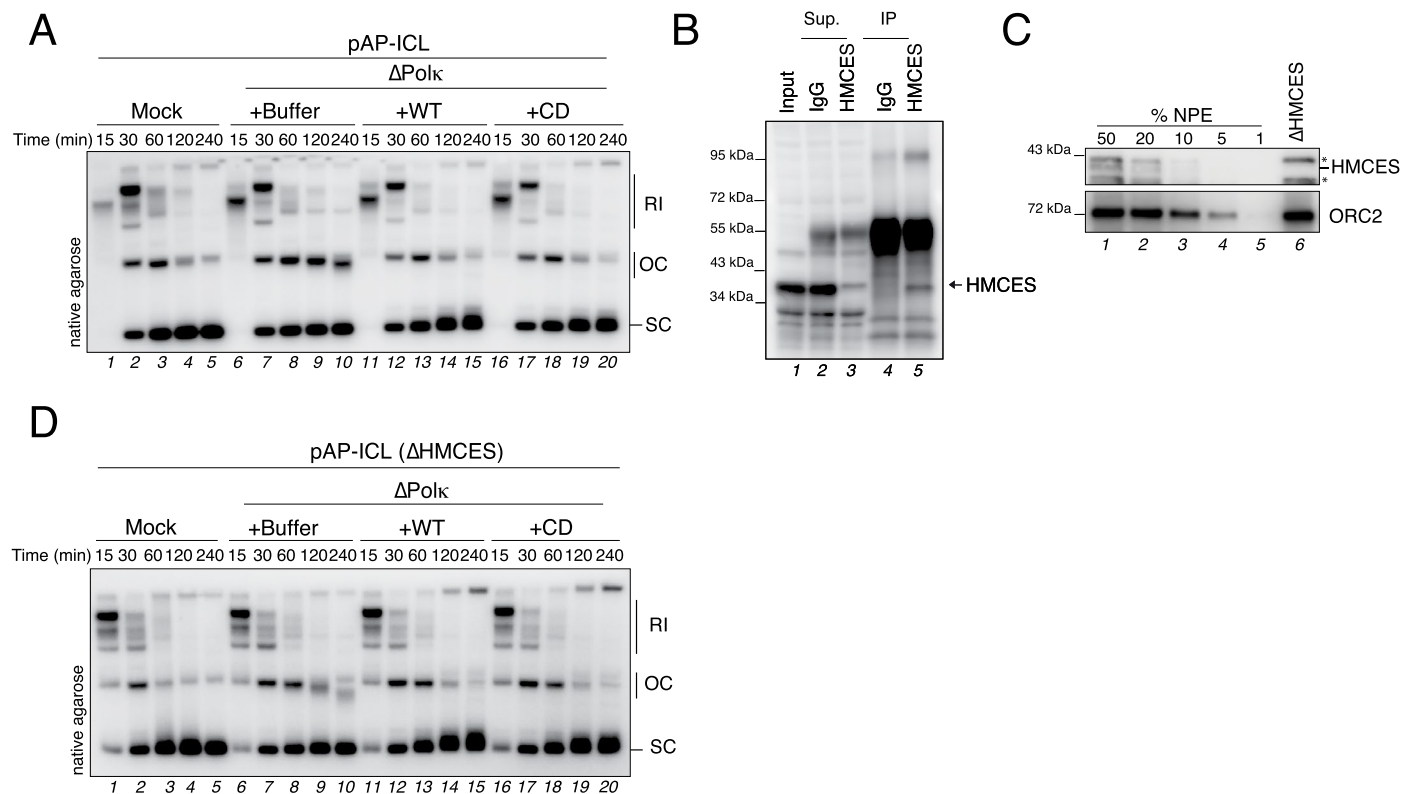 A
pAP-ICL
ΔPolκ
Mock +Buffer +WT +CD
Time (min) 15 30 60 120 240 15 30 60 120 240 15 30 60 120 240 15 30 60 120 240
native agarose
RI
OC
SC
1 2 3 4 5 6 7 8 9 10 11 12 13 14 15 16 17 18 19 20
B
Sup. IP
Input IgG HMCES IgG HMCES
95 kDa
72 kDa
55 kDa
43 kDa
34 kDa
←HMCES
1 2 3 4 5
C
% NPE
50 20 10 5 1 ΔHMCES
43 kDa
*
HMCES
*
72 kDa ORC2
1 2 3 4 5 6
D
pAP-ICL (ΔHMCES)
ΔPolκ
Mock +Buffer +WT +CD
Time (min) 15 30 60 120 240 15 30 60 120 240 15 30 60 120 240 15 30 60 120 240
native agarose
RI
OC
SC
1 2 3 4 5 6 7 8 9 10 11 12 13 14 15 16 17 18 19 20